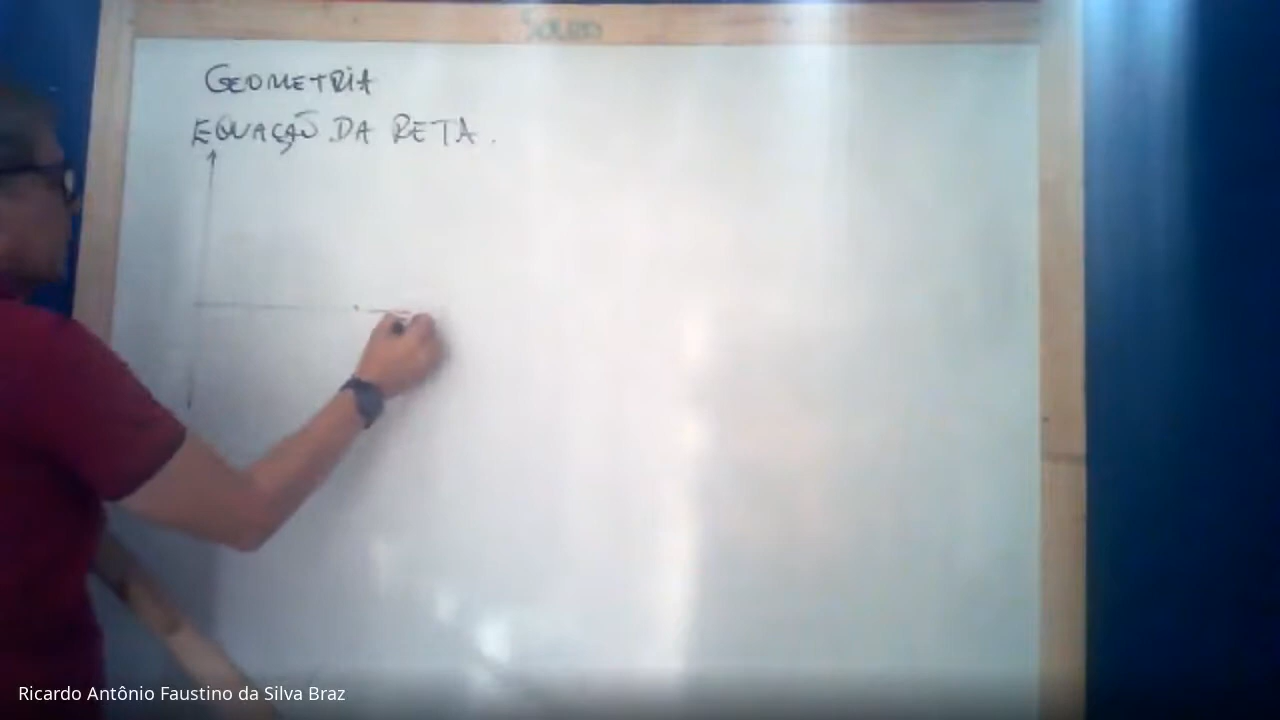 GEOMETRIA
EQUAÇÃO DA RETA.
Ricardo Antônio Faustino da Silva Braz